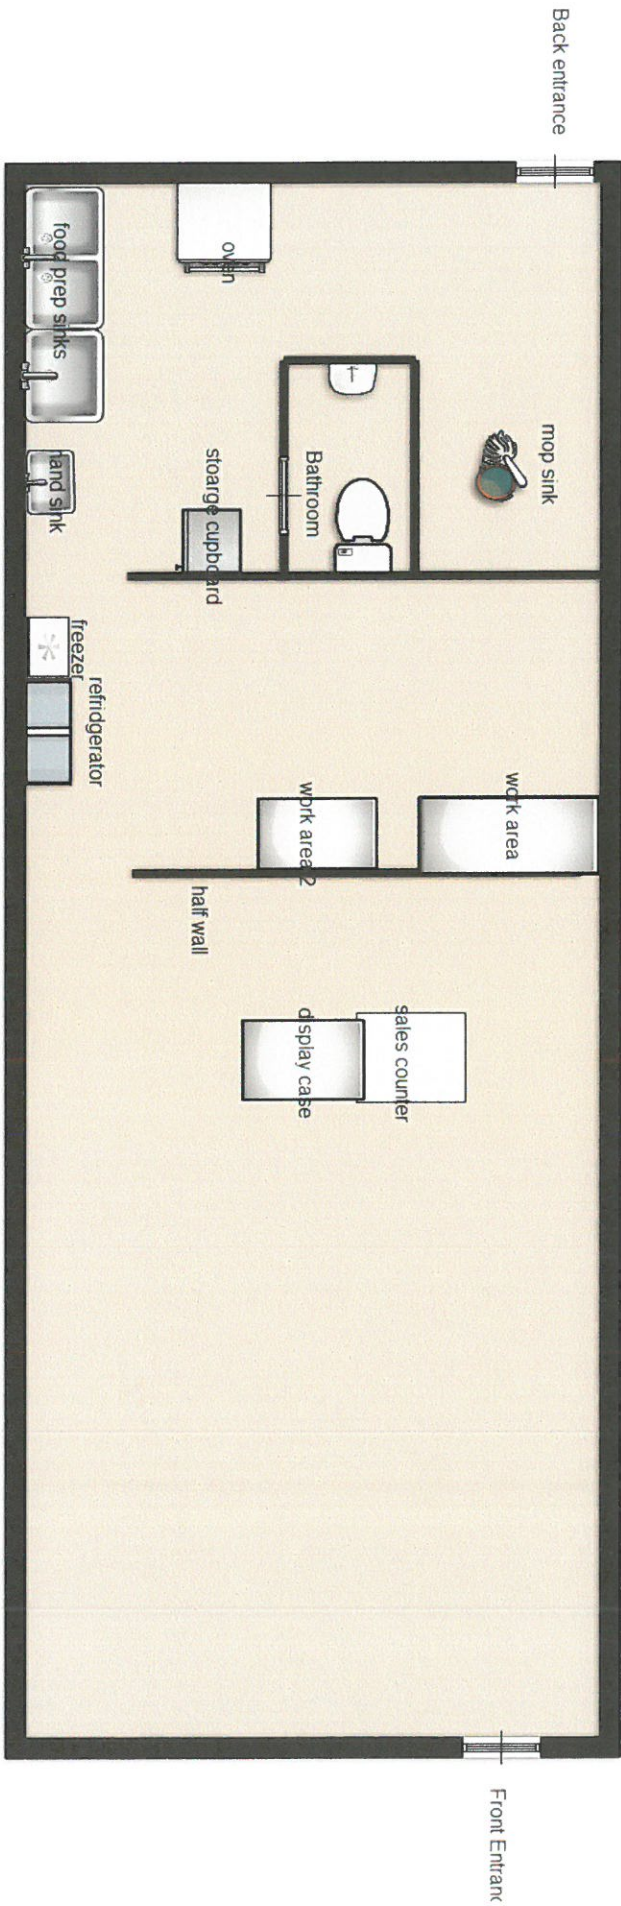 Back entrance
food prep sinks
oven
hand sink
stoarge cupboard
Bathroom
mop sink
freezer
refridgerator
work area 2
work area
half wall
display case
sales counter
Front Entranc